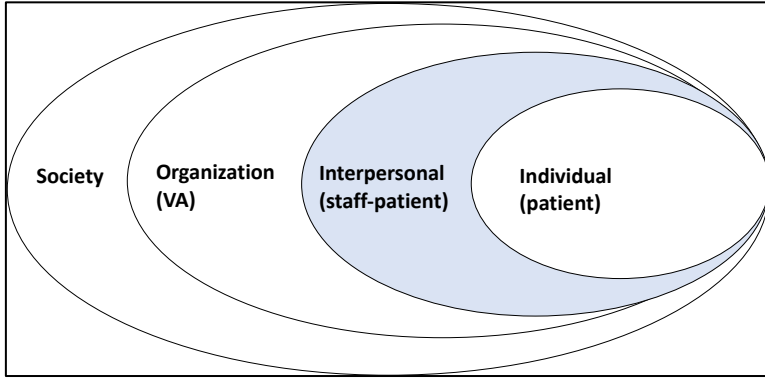 Society
Organization
(VA)
Interpersonal
(staff-patient)
Individual
(patient)